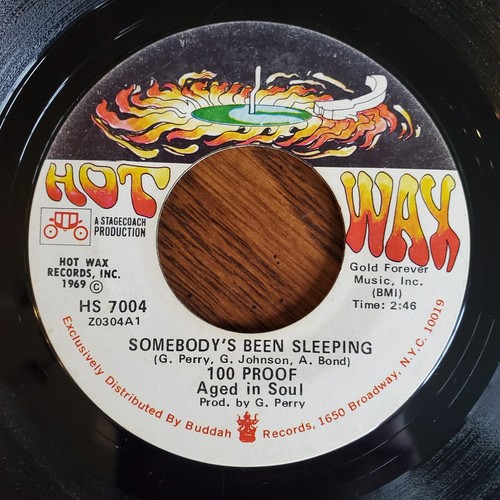 HOT WAX
A STAGECOACH
PRODUCTION
HOT WAX
RECORDS, INC.
1969 ©
HS 7004
Z0304A1
Gold Forever
Music, Inc.
(BMI)
Time: 2:46
SOMEBODY'S BEEN SLEEPING
(G. Perry, G. Johnson, A. Bond)
100 PROOF
Aged in Soul
Prod. by G. Perry
Exclusively Distributed By Buddah Records, 1650 Broadway, N.Y.C. 10019